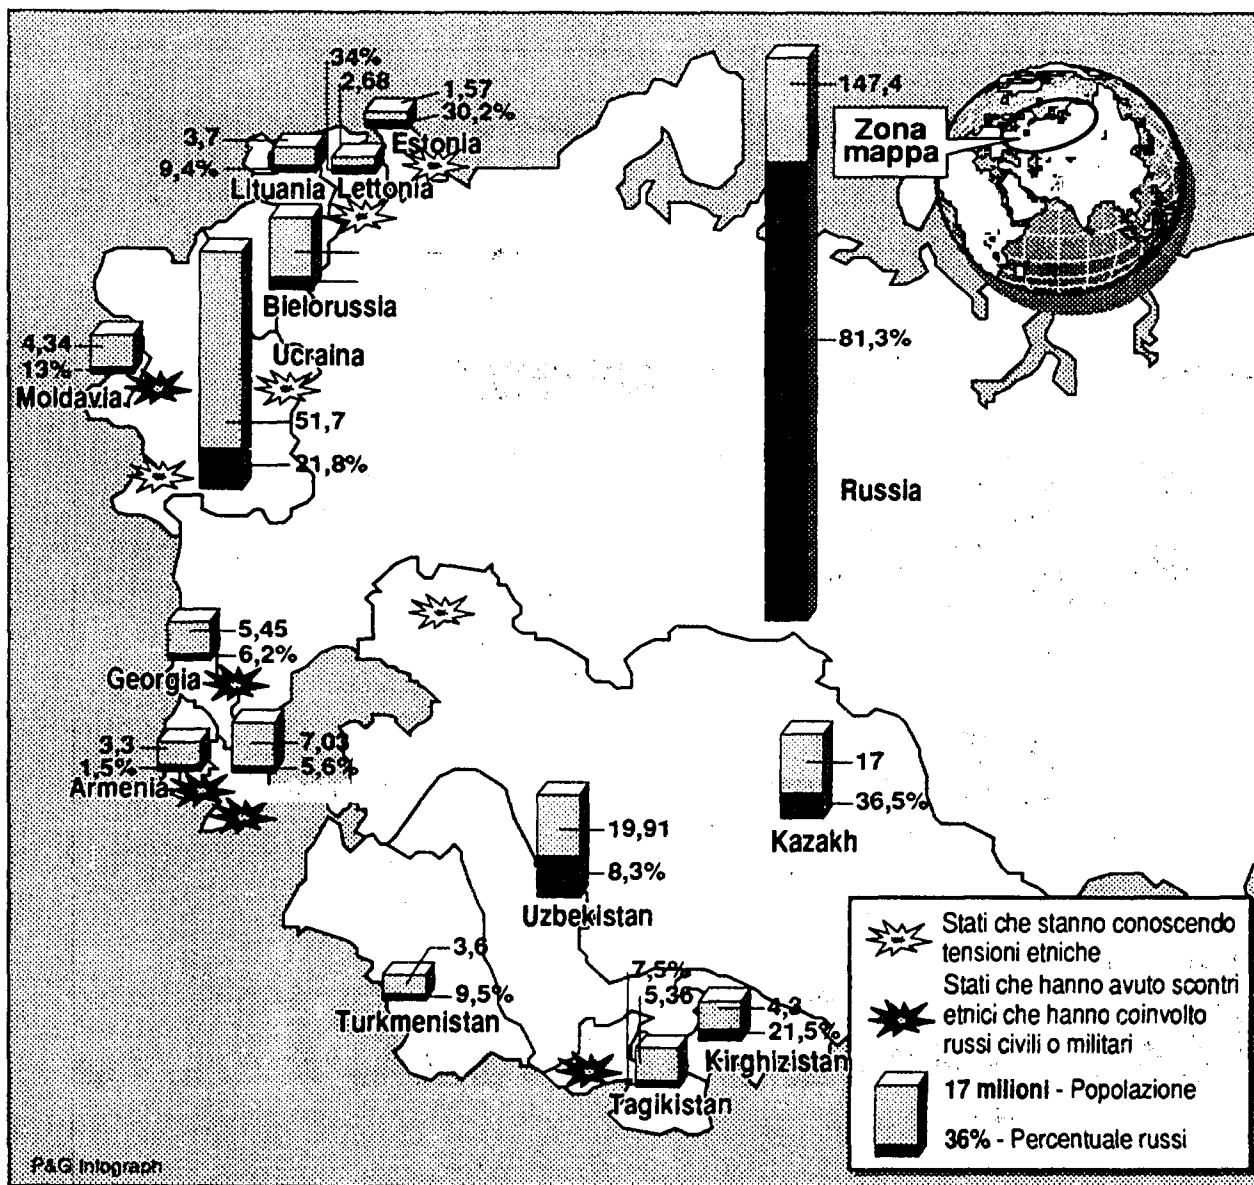 34%
2,68
1,57
30,2%
Estonia
3,7
9,4%
Lituania
Lettonia
147,4
81,3%
Russia
Zona
mappa
Bielorussia
Ucraina
51,7
21,8%
4,34
13%
Moldavia
5,45
6,2%
Georgia
3,3
1,5%
Armenia
7,03
5,6%
17
36,5%
Kazakh
19,91
8,3%
Uzbekistan
3,6
9,5%
Turkmenistan
7,5%
5,36
Tagikistan
4,3
21,5%
Kirghizistan
Stati che stanno conoscendo
tensioni etniche
Stati che hanno avuto scontri
etnici che hanno coinvolto
russi civili o militari
17 milioni - Popolazione
36% - Percentuale russi
P&G Infograph